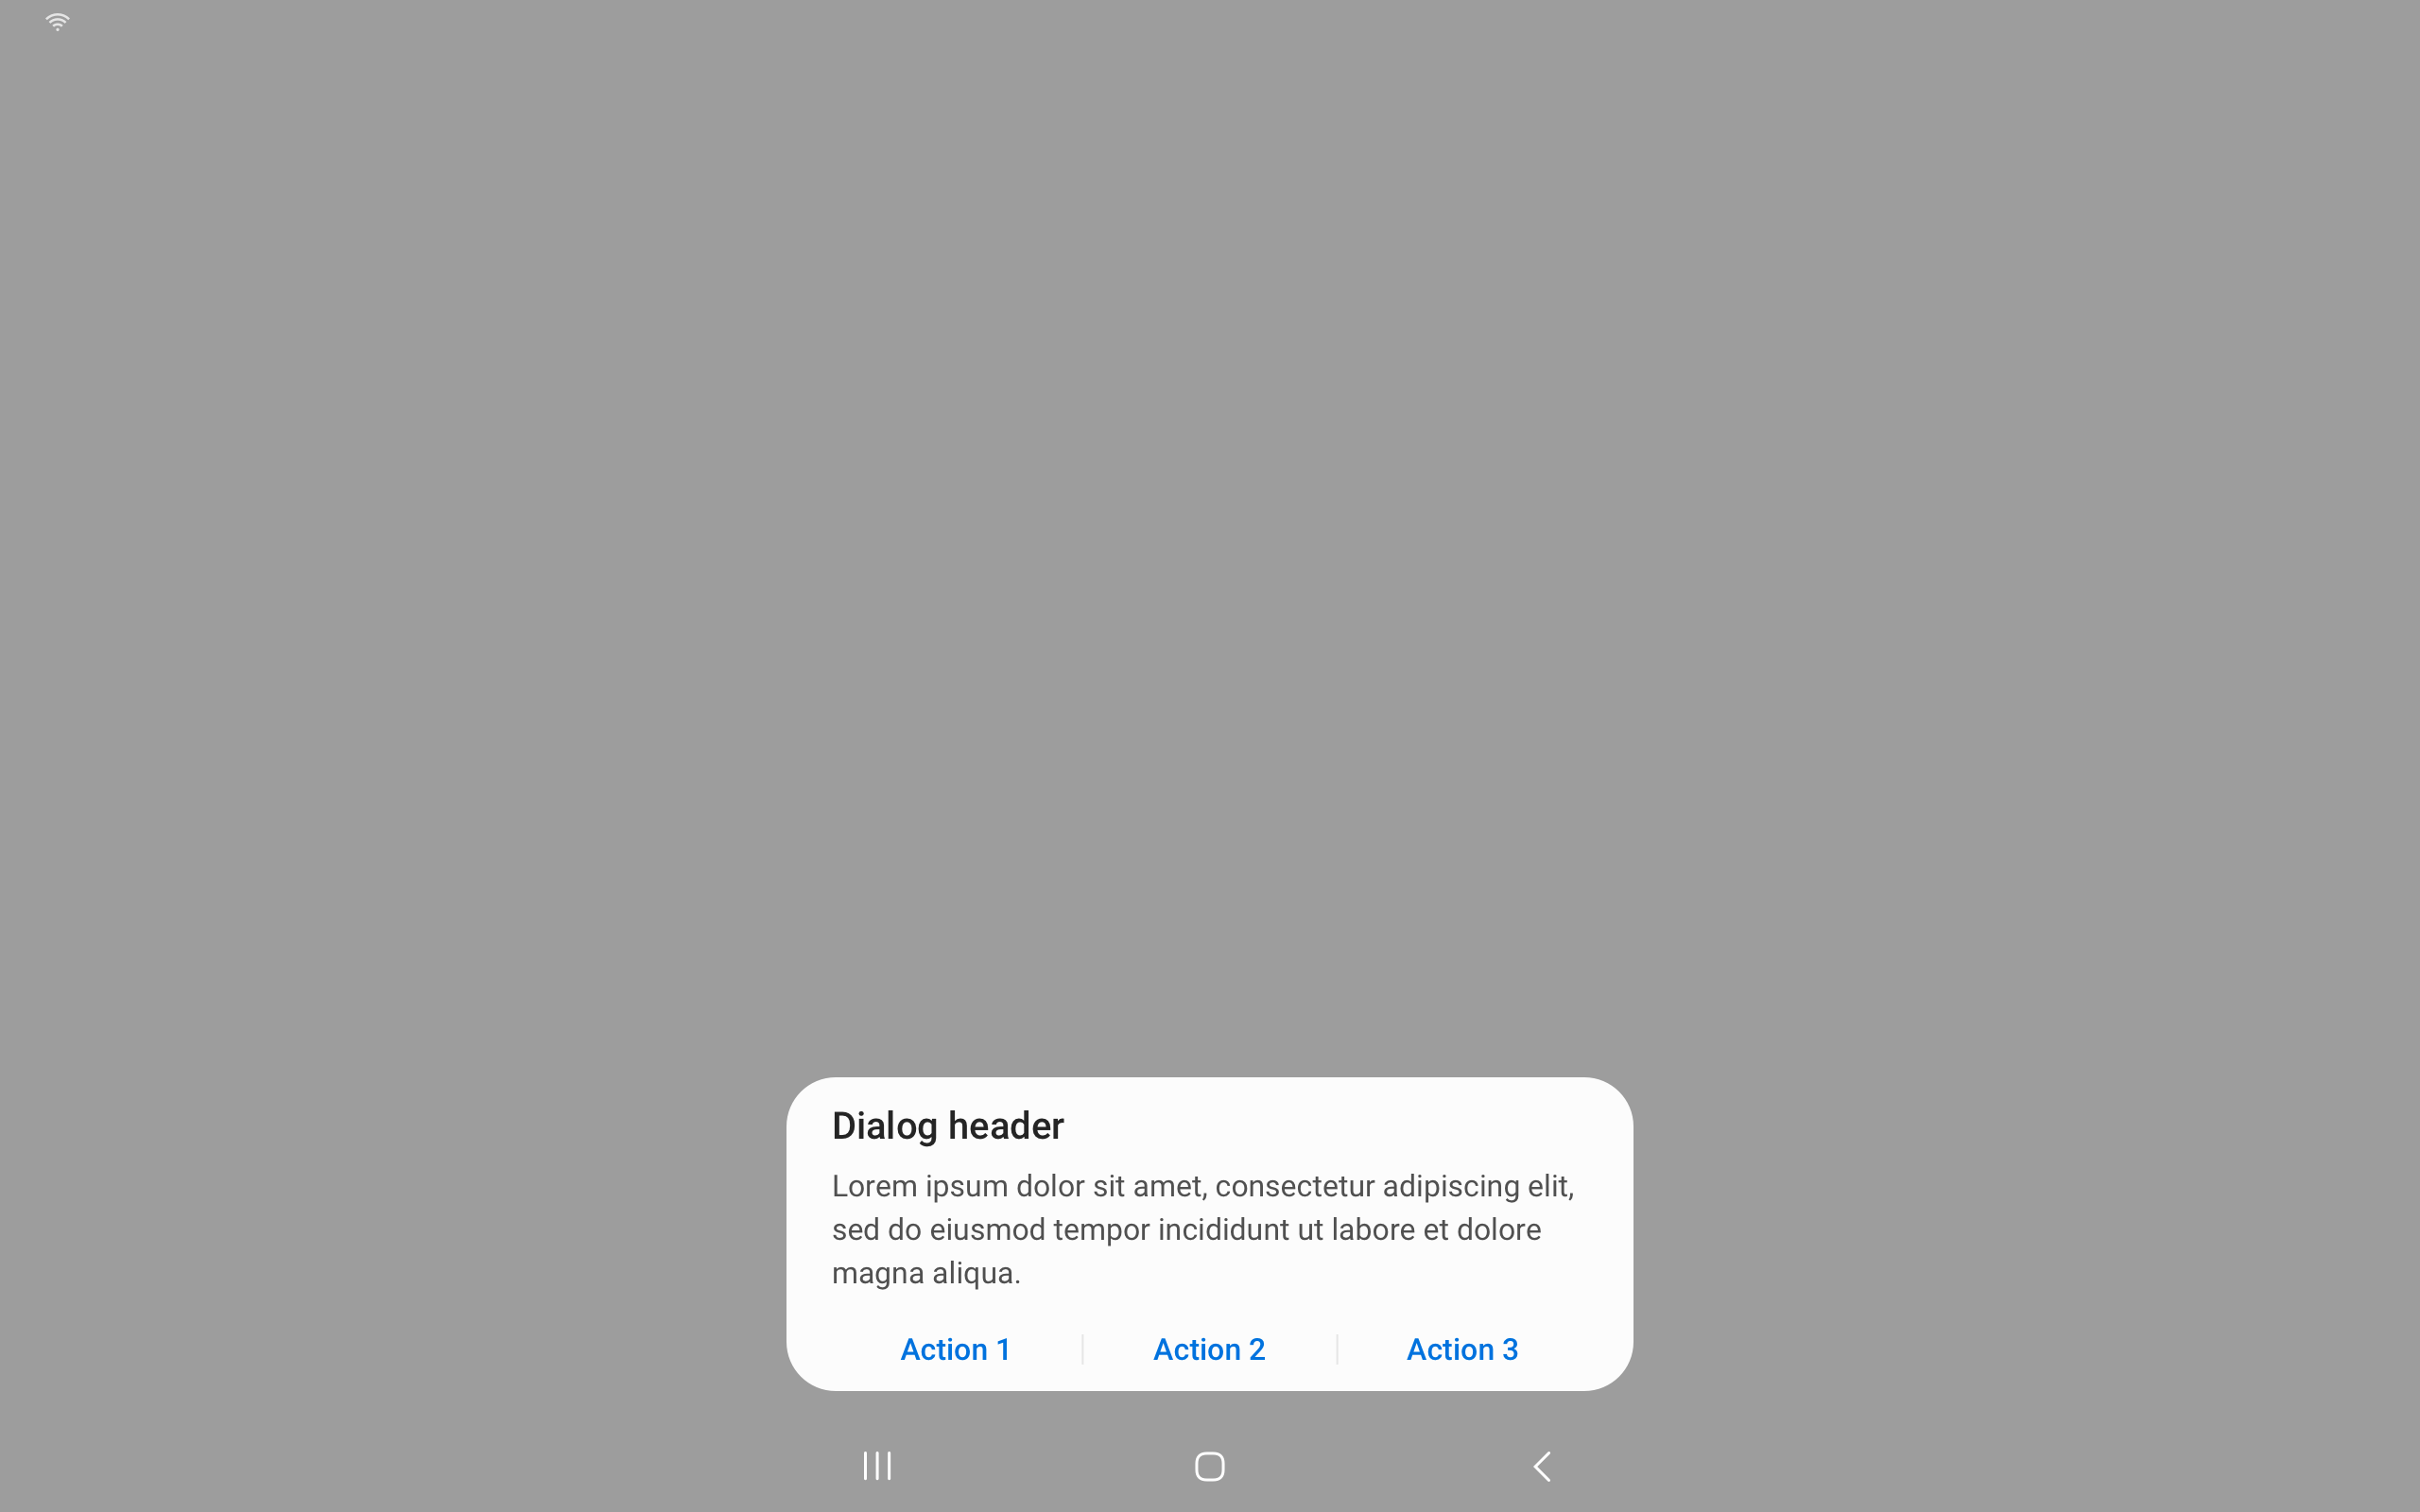 Dialog header
Lorem ipsum dolor sit amet, consectetur adipiscing elit,
sed do eiusmod tempor incididunt ut labore et dolore
magna aliqua.
Action 1 Action 2 Action 3